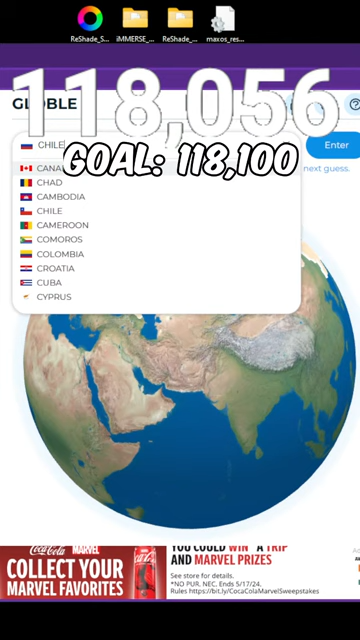 ReShade_S...
iMMERSE_...
ReShade_...
maxos_res...
GLOBLE
118,056
CHILE
GOAL: 118,100
Enter
next guess.
CANA
CHAD
CAMBODIA
CHILE
CAMEROON
COMOROS
COLOMBIA
CROATIA
CUBA
CYPRUS
Coca-Cola MARVEL
COLLECT YOUR
MARVEL FAVORITES
YOU COULD WIN* A TRIP
AND MARVEL PRIZES
See store for details.
*NO PUR. NEC. Ends 5/17/24.
Rules https://bit.ly/CocaColaMarvelSweepstakes